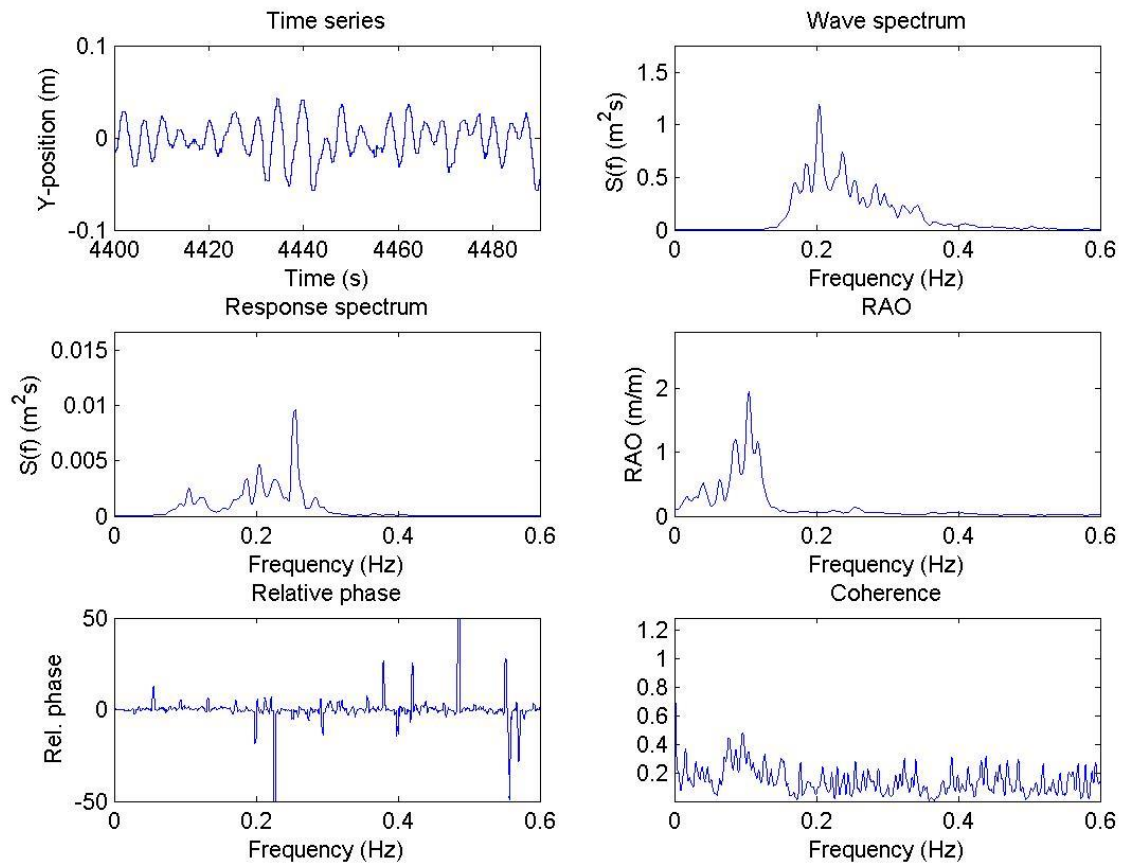 Time series
0.1
0
-0.1
Y-position (m)
4400 4420 4440 4460 4480
Time (s)
Wave spectrum
1.5
1
0.5
0
S(f) (m²s)
0 0.2 0.4 0.6
Frequency (Hz)
Response spectrum
0.015
0.01
0.005
0
S(f) (m²s)
0 0.2 0.4 0.6
Frequency (Hz)
RAO
2
1
0
RAO (m/m)
0 0.2 0.4 0.6
Frequency (Hz)
Relative phase
50
0
-50
Rel. phase
0 0.2 0.4 0.6
Frequency (Hz)
Coherence
1.2
1
0.8
0.6
0.4
0.2
0 0.2 0.4 0.6
Frequency (Hz)